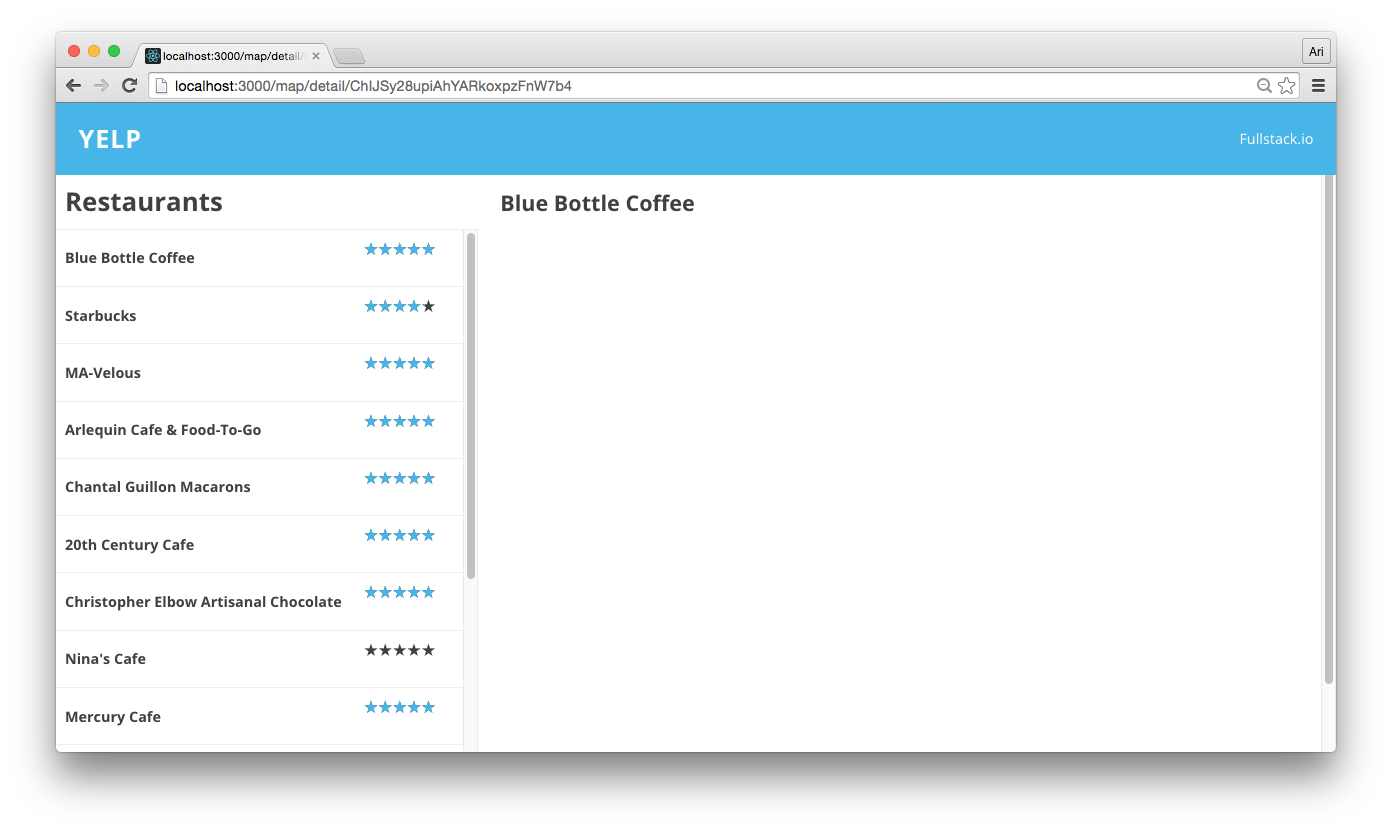 localhost:3000/map/detail/
Ari
localhost:3000/map/detail/ChIJSy28upiAhYARkoxpzFnW7b4
YELP
Fullstack.io
Restaurants
Blue Bottle Coffee
Blue Bottle Coffee
Starbucks
MA-Velous
Arlequin Cafe & Food-To-Go
Chantal Guillon Macarons
20th Century Cafe
Christopher Elbow Artisanal Chocolate
Nina's Cafe
Mercury Cafe